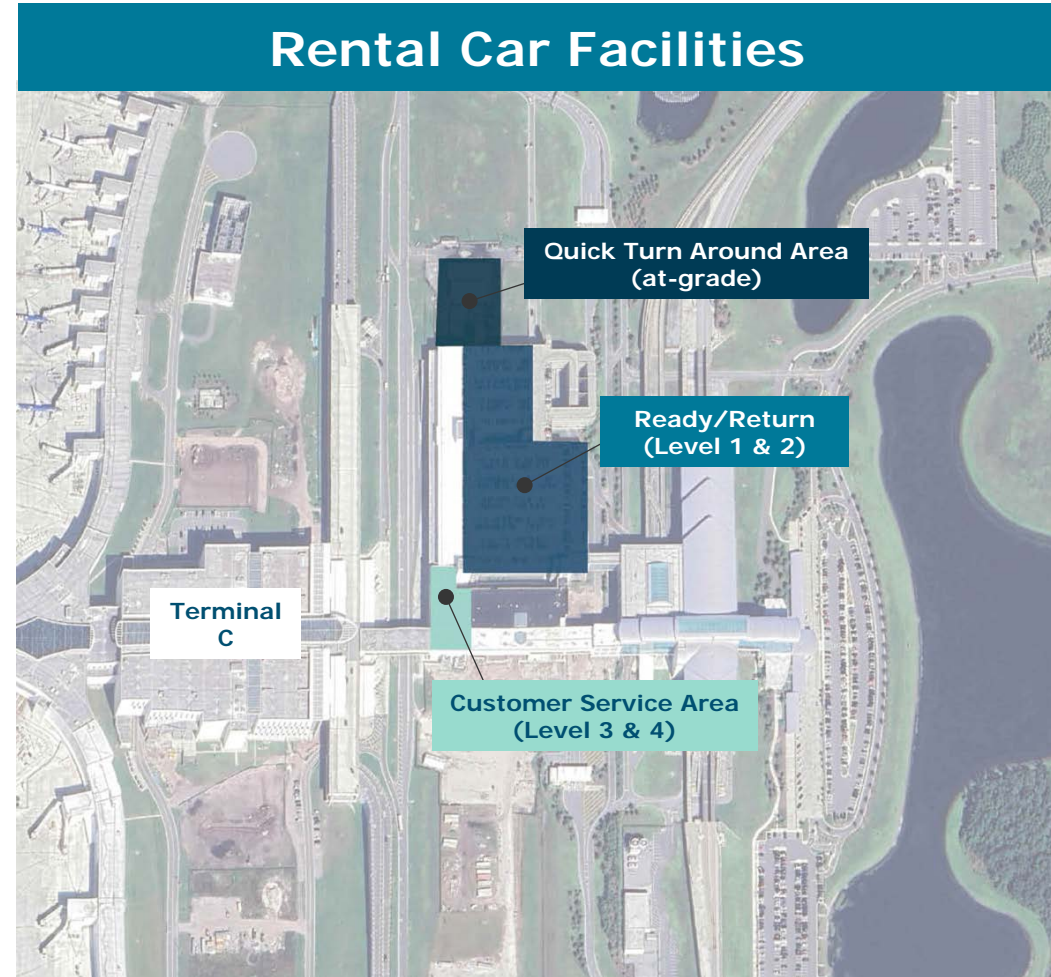 Rental Car Facilities
Quick Turn Around Area
(at-grade)
Ready/Return
(Level 1 & 2)
Terminal
C
Customer Service Area
(Level 3 & 4)